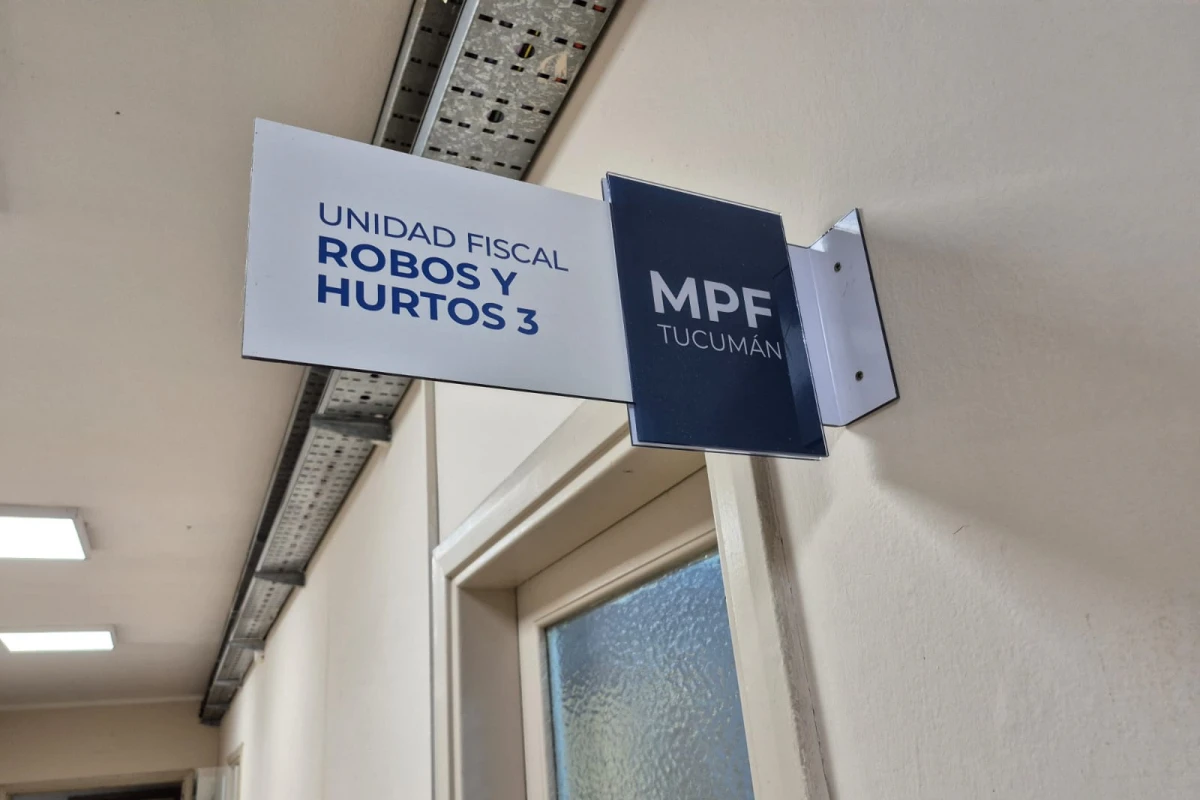 UNIDAD FISCAL
ROBOS Y
HURTOS 3
MPF
TUCUMÁN